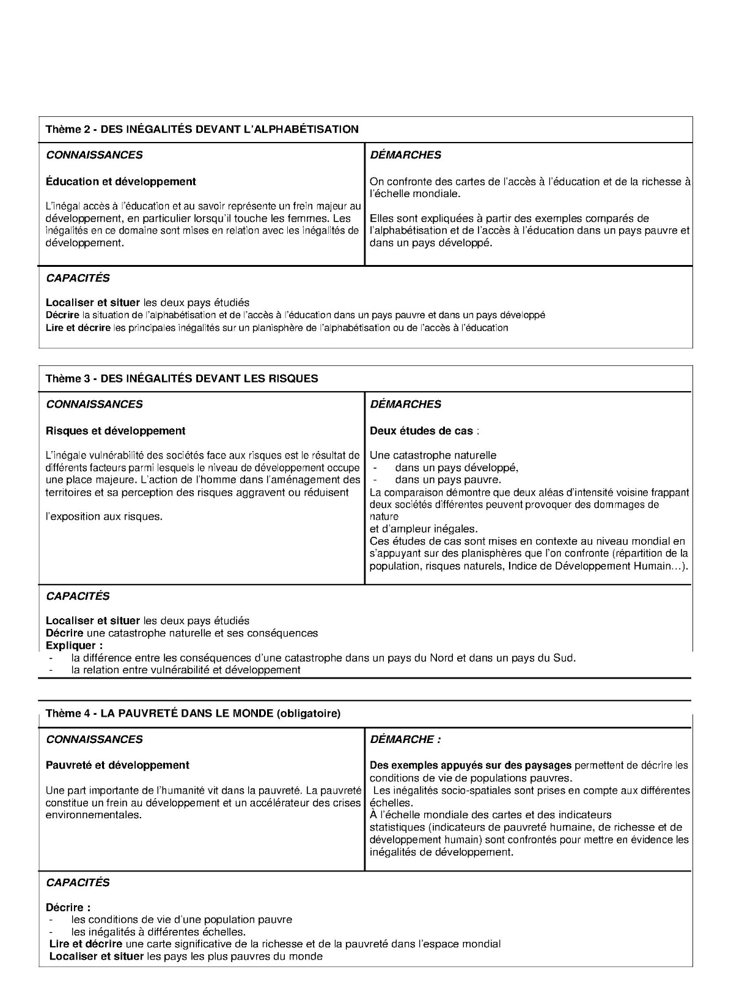 Thème 2 - DES INÉGALITÉS DEVANT L'ALPHABÉTISATION
CONNAISSANCES
Éducation et développement
L'inégal accès à l'éducation et au savoir représente un frein majeur au
développement, en particulier lorsqu'il touche les femmes. Les
inégalités en ce domaine sont mises en relation avec les inégalités de
développement.
DÉMARCHES
On confronte des cartes de l'accès à l'éducation et de la richesse à
l'échelle mondiale.
Elles sont expliquées à partir des exemples comparés de
l'alphabétisation et de l'accès à l'éducation dans un pays pauvre et
dans un pays développé.
CAPACITÉS
Localiser et situer les deux pays étudiés
Décrire la situation de l'alphabétisation et de l'accès à l'éducation dans un pays pauvre et dans un pays développé
Lire et décrire les principales inégalités sur un planisphère de l'alphabétisation ou de l'accès à l'éducation
Thème 3 - DES INÉGALITÉS DEVANT LES RISQUES
CONNAISSANCES
Risques et développement
L'inégale vulnérabilité des sociétés face aux risques est le résultat de
différents facteurs parmi lesquels le niveau de développement occupe
une place majeure. L'action de l'homme dans l'aménagement des
territoires et sa perception des risques aggravent ou réduisent
l'exposition aux risques.
DÉMARCHES
Deux études de cas :
Une catastrophe naturelle
- dans un pays développé,
- dans un pays pauvre.
La comparaison démontre que deux aléas d'intensité voisine frappant
deux sociétés différentes peuvent provoquer des dommages de
nature
et d'ampleur inégales.
Ces études de cas sont mises en contexte au niveau mondial en
s'appuyant sur des planisphères que l'on confronte (répartition de la
population, risques naturels, Indice de Développement Humain…).
CAPACITÉS
Localiser et situer les deux pays étudiés
Décrire une catastrophe naturelle et ses conséquences
Expliquer :
- la différence entre les conséquences d'une catastrophe dans un pays du Nord et dans un pays du Sud.
- la relation entre vulnérabilité et développement
Thème 4 - LA PAUVRETÉ DANS LE MONDE (obligatoire)
CONNAISSANCES
Pauvreté et développement
Une part importante de l'humanité vit dans la pauvreté. La pauvreté
constitue un frein au développement et un accélérateur des crises
environnementales.
DÉMARCHE :
Des exemples appuyés sur des paysages permettent de décrire les
conditions de vie de populations pauvres.
Les inégalités socio-spatiales sont prises en compte aux différentes
échelles.
À l'échelle mondiale des cartes et des indicateurs
statistiques (indicateurs de pauvreté humaine, de richesse et de
développement humain) sont confrontés pour mettre en évidence les
inégalités de développement.
CAPACITÉS
Décrire :
- les conditions de vie d'une population pauvre
- les inégalités à différentes échelles.
Lire et décrire une carte significative de la richesse et de la pauvreté dans l'espace mondial
Localiser et situer les pays les plus pauvres du monde